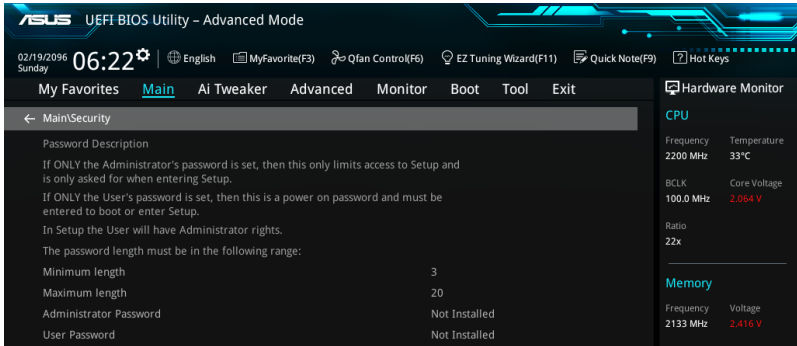 ASUS UEFI BIOS Utility – Advanced Mode
02/19/2096 Sunday 06:22 English MyFavorite(F3) Qfan Control(F6) EZ Tuning Wizard(F11) Quick Note(F9) ? Hot Keys
My Favorites Main Ai Tweaker Advanced Monitor Boot Tool Exit
← Main\Security
Password Description
If ONLY the Administrator's password is set, then this only limits access to Setup and
is only asked for when entering Setup.
If ONLY the User's password is set, then this is a power on password and must be
entered to boot or enter Setup.
In Setup the User will have Administrator rights.
The password length must be in the following range:
Minimum length 3
Maximum length 20
Administrator Password Not Installed
User Password Not Installed
Hardware Monitor
CPU
Frequency Temperature
2200 MHz 33°C
BCLK Core Voltage
100.0 MHz 2.064 V
Ratio
22x
Memory
Frequency Voltage
2133 MHz 2.416 V